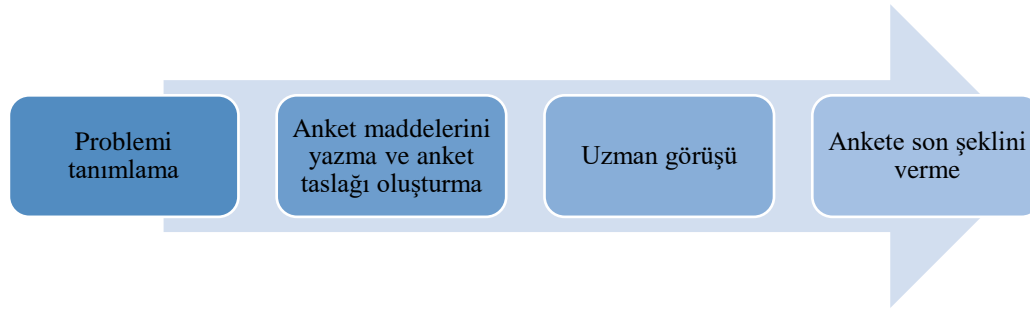 Problemi
tanımlama
Anket maddelerini
yazma ve anket
taslağı oluşturma
Uzman görüşü
Ankete son şeklini
verme